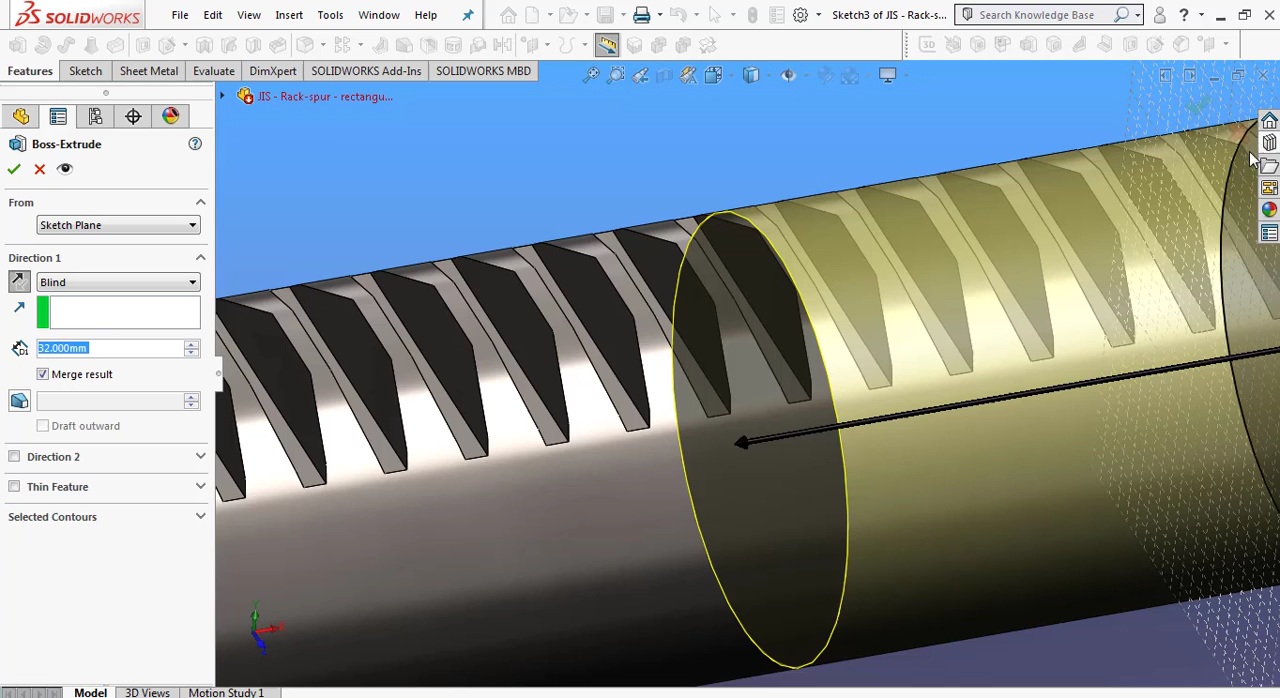 SOLIDWORKS File Edit View Insert Tools Window Help Sketch3 of JIS - Rack-s... Search Knowledge Base ?
3D
Features Sketch Sheet Metal Evaluate DimXpert SOLIDWORKS Add-Ins SOLIDWORKS MBD
JIS - Rack-spur - rectangu...
Boss-Extrude ?
From
Sketch Plane
Direction 1
Blind
D1 32.000mm
Merge result
Draft outward
Direction 2
Thin Feature
Selected Contours
Model 3D Views Motion Study 1